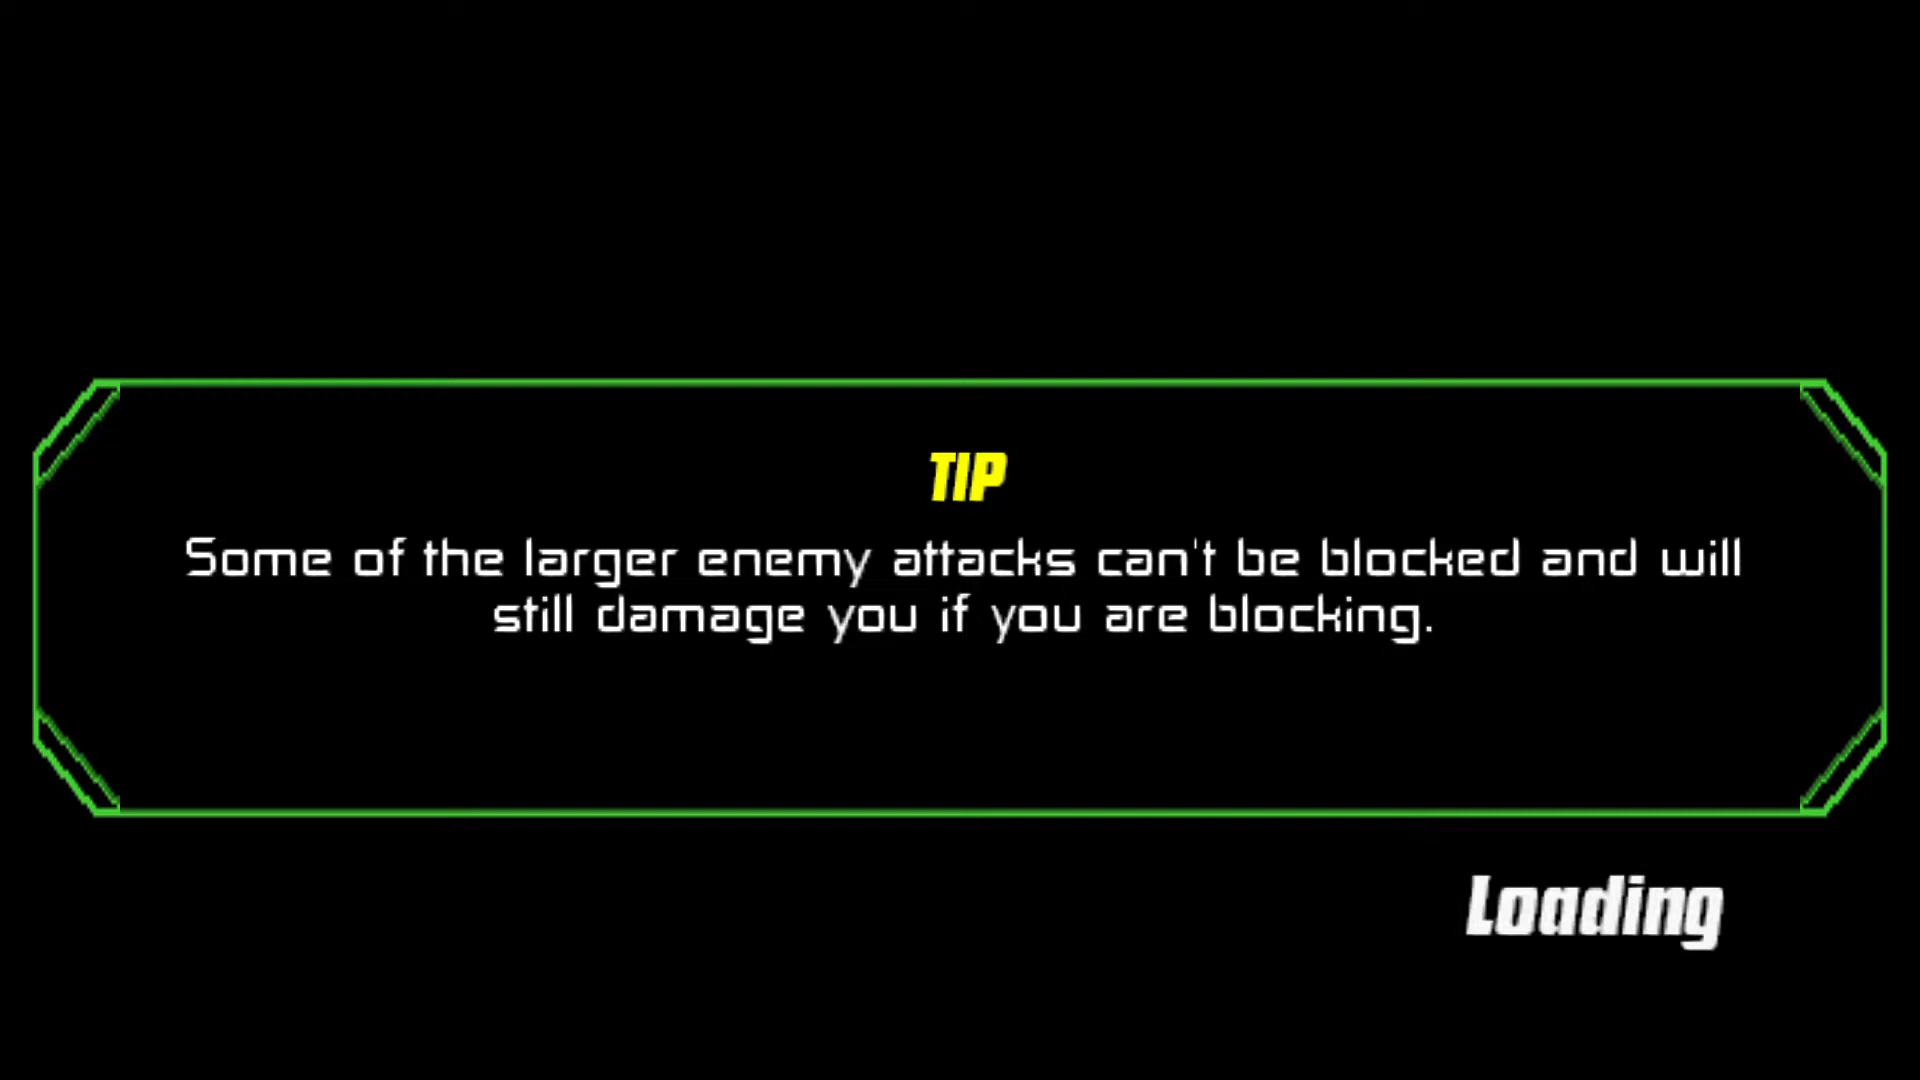 TIP
Some of the larger enemy attacks can't be blocked and will
still damage you if you are blocking.
Loading